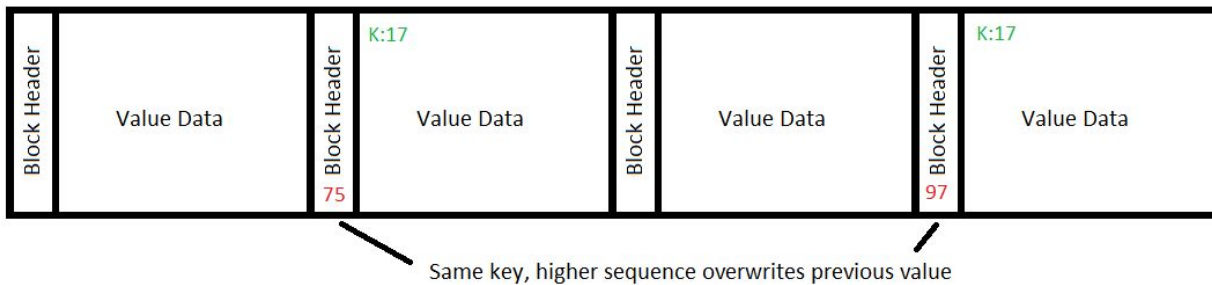 Block Header
Value Data
Block Header
75
K:17
Value Data
Block Header
Value Data
Block Header
97
K:17
Value Data
Same key, higher sequence overwrites previous value